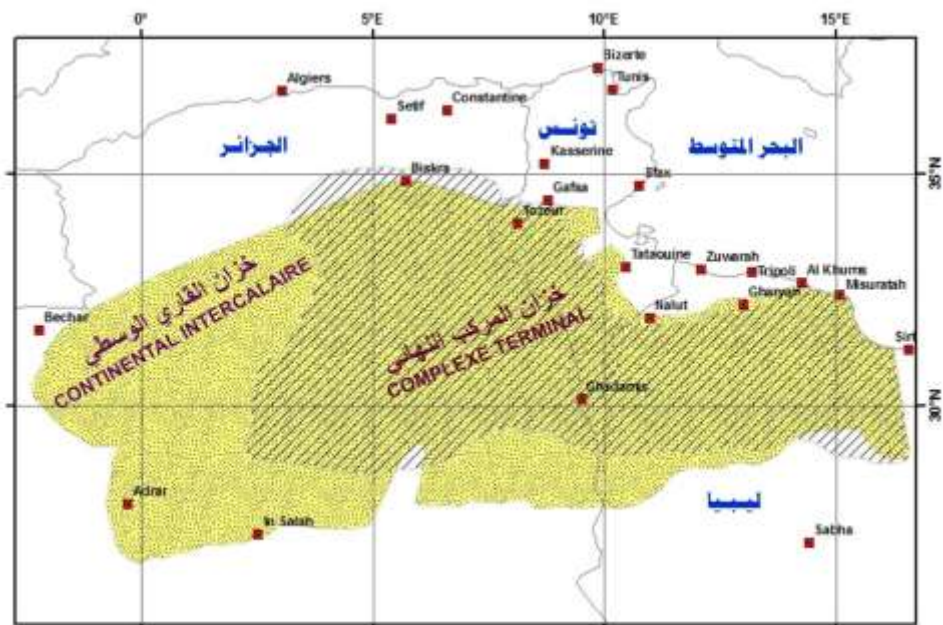 0°
5°E
10°E
15°E
Bizerte
Algiers
Tunis
Setif
Constantine
تونس
الجزائر
البحر المتوسط
Kasserine
35°N
Biskra
Sfax
Gafsa
Tozeur
Tataouine
Zuwarah
Tripoli
Al Khums
Misuratah
خزان القاري الوسطي
CONTINENTAL INTERCALAIRE
خزان المركب النهائي
COMPLEXE TERMINAL
Gharyan
Nalut
Bechar
Sirt
Ghadamis
30°N
Adrar
In Salah
ليبيا
Sabha